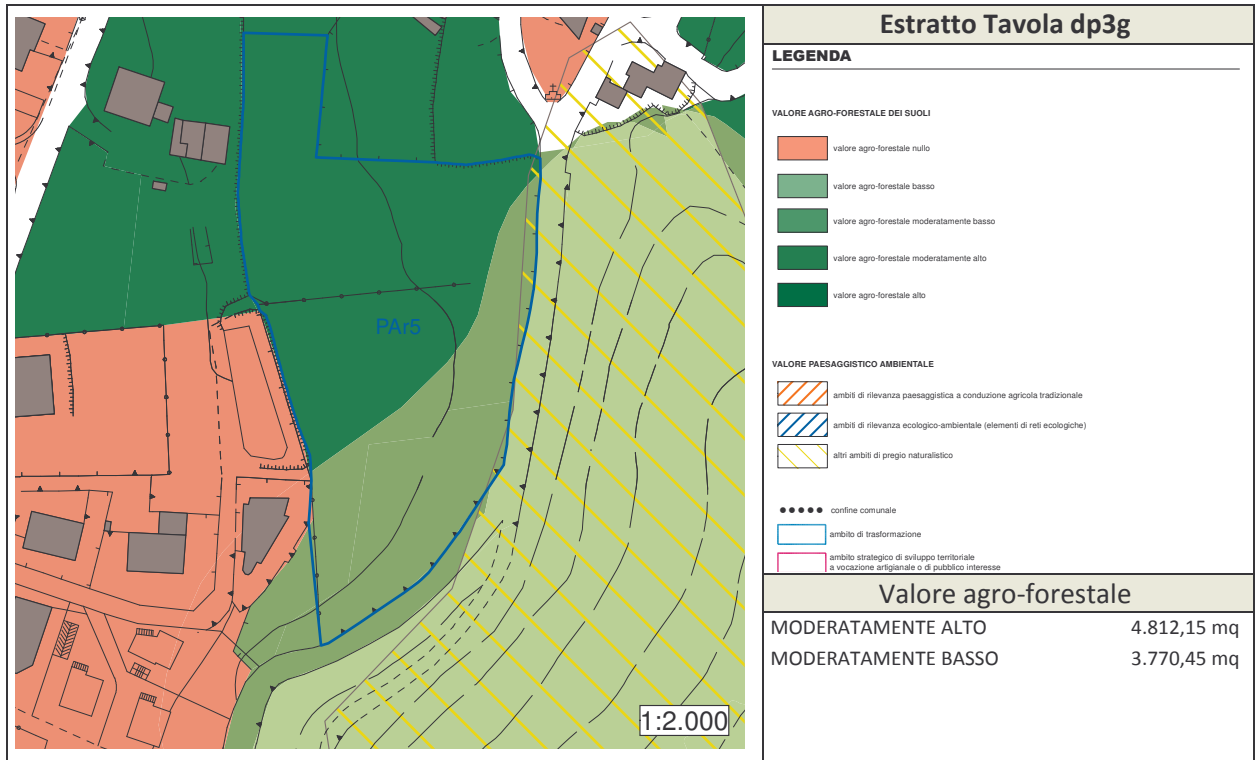 PAr5
1:2.000
Estratto Tavola dp3g
LEGENDA
VALORE AGRO-FORESTALE DEI SUOLI
valore agro-forestale nullo
valore agro-forestale basso
valore agro-forestale moderatamente basso
valore agro-forestale moderatamente alto
valore agro-forestale alto
VALORE PAESAGGISTICO AMBIENTALE
ambiti di rilevanza paesaggistica a conduzione agricola tradizionale
ambiti di rilevanza ecologico-ambientale (elementi di reti ecologiche)
altri ambiti di pregio naturalistico
confine comunale
ambito di trasformazione
ambito strategico di sviluppo territoriale
a vocazione artigianale o di pubblico interesse
Valore agro-forestale
MODERATAMENTE ALTO 4.812,15 mq
MODERATAMENTE BASSO 3.770,45 mq